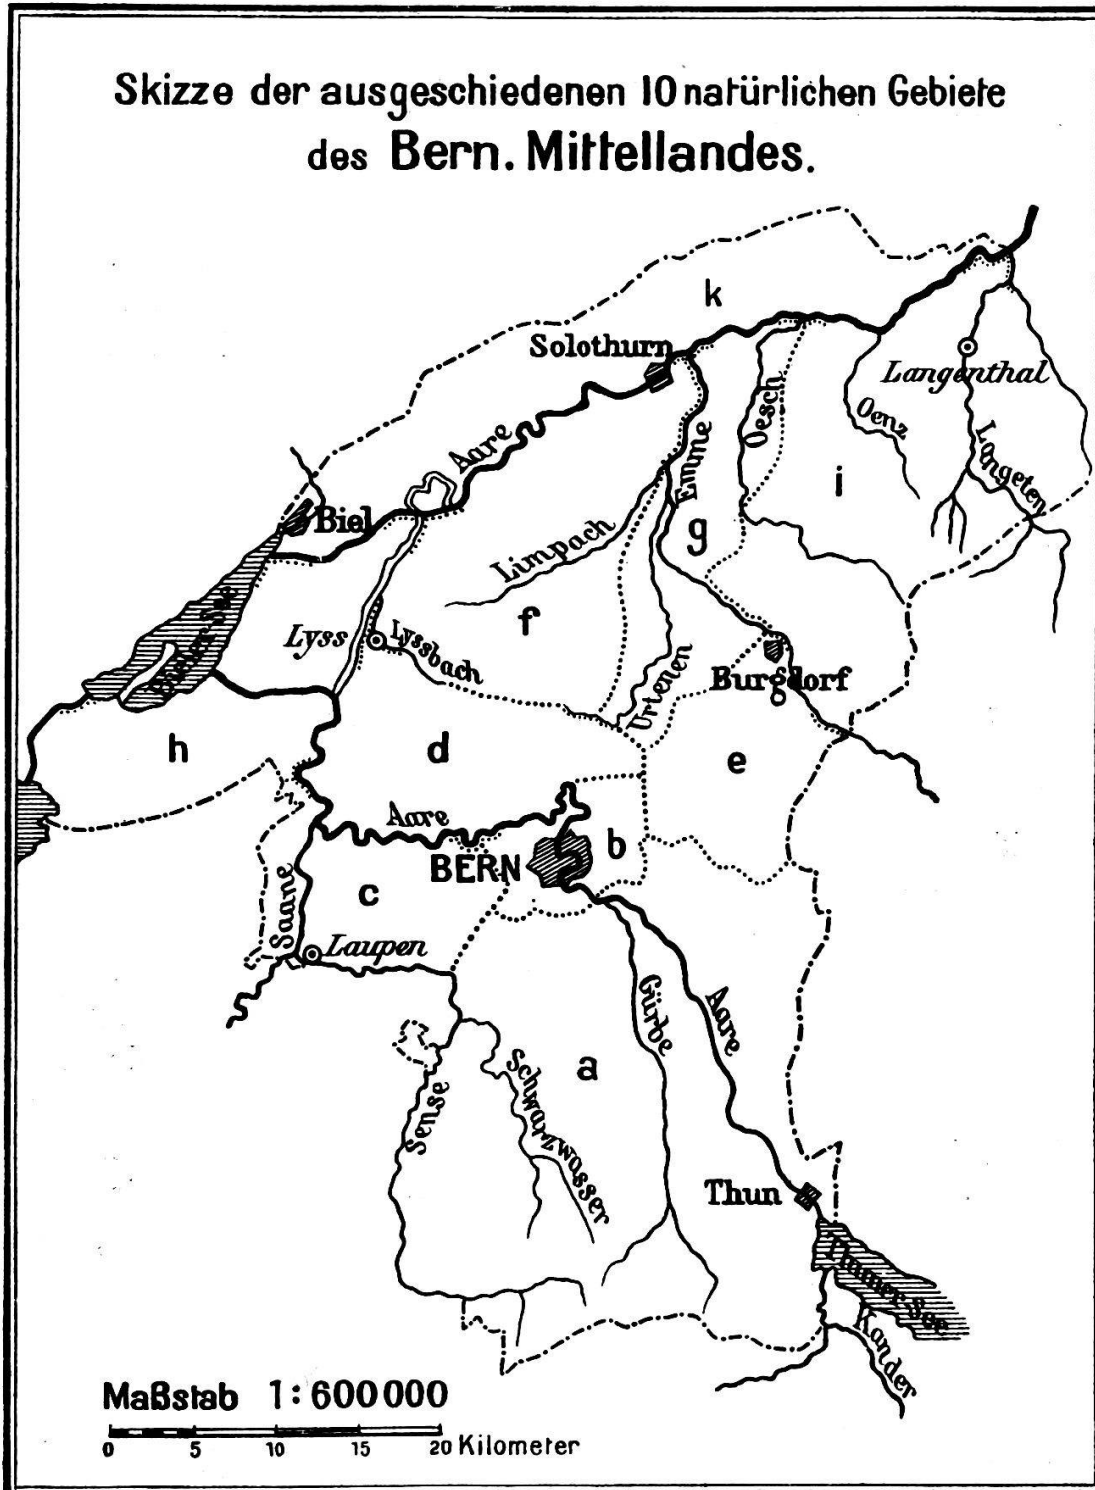 Skizze der ausgeschiedenen 10 natürlichen Gebiete
des Bern. Mittellandes.
k
Solothurn
Langenthal
Aare
Oesch
Oenz
Emme
Langeten
i
Biel
g
Limpach
f
Bieler See
Lyss
Lyssbach
Urtenen
Burgdorf
h
d
e
Aare
b
BERN
c
Saane
Laupen
Gürbe
Aare
a
Schwarzwasser
Sense
Thun
Thuner-See
Kander
Maßstab 1:600000
0 5 10 15 20 Kilometer